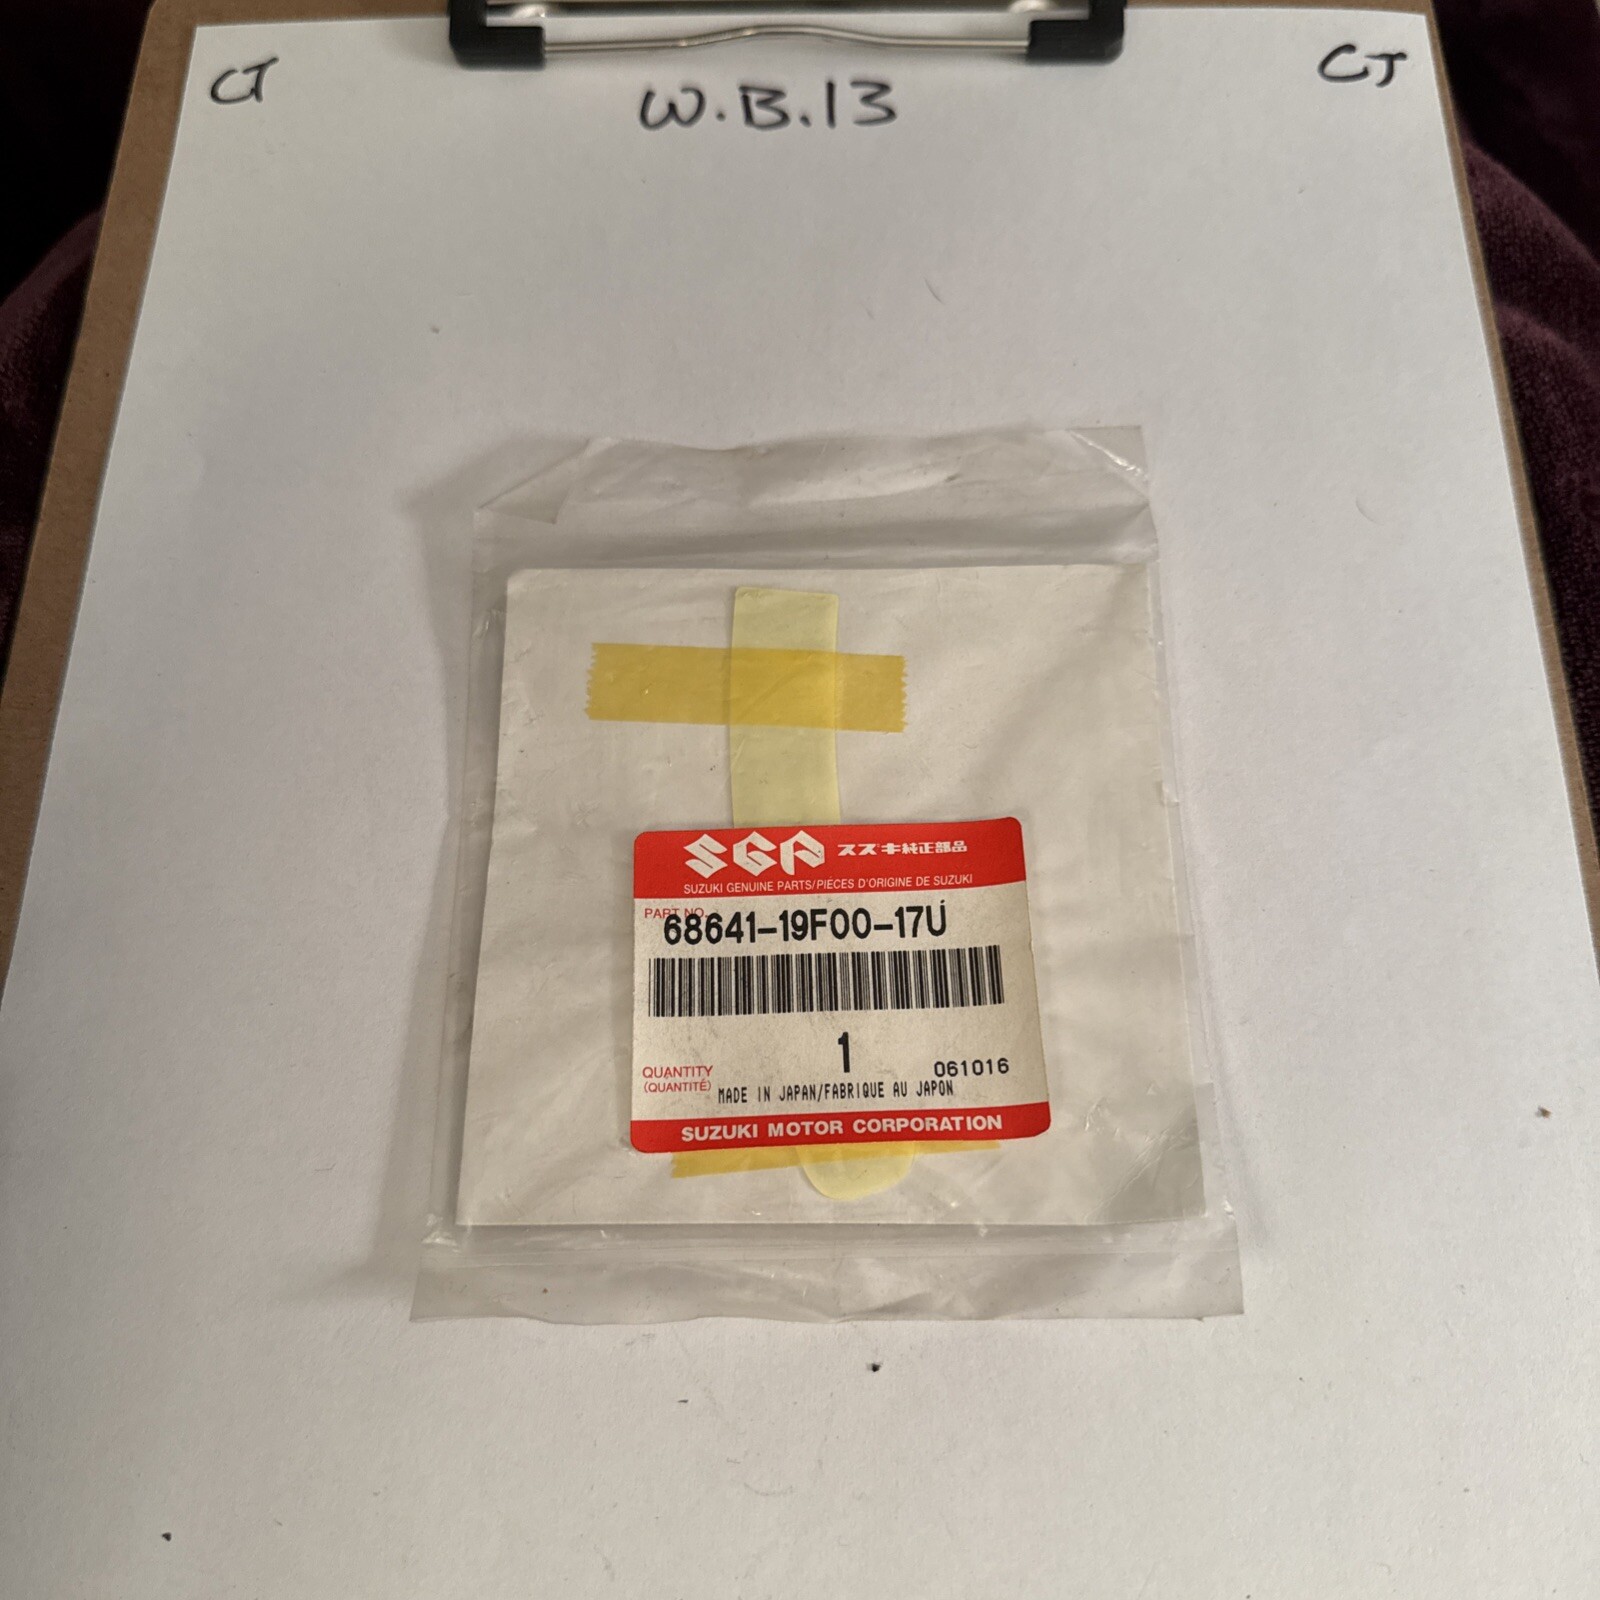 CJ
W.B.13
CJ
SGP スズキ純正部品
SUZUKI GENUINE PARTS/PIÈCES D'ORIGINE DE SUZUKI
PART NO.
68641-19F00-17U
1
QUANTITY
(QUANTITÉ)
061016
MADE IN JAPAN/FABRIQUE AU JAPON
SUZUKI MOTOR CORPORATION